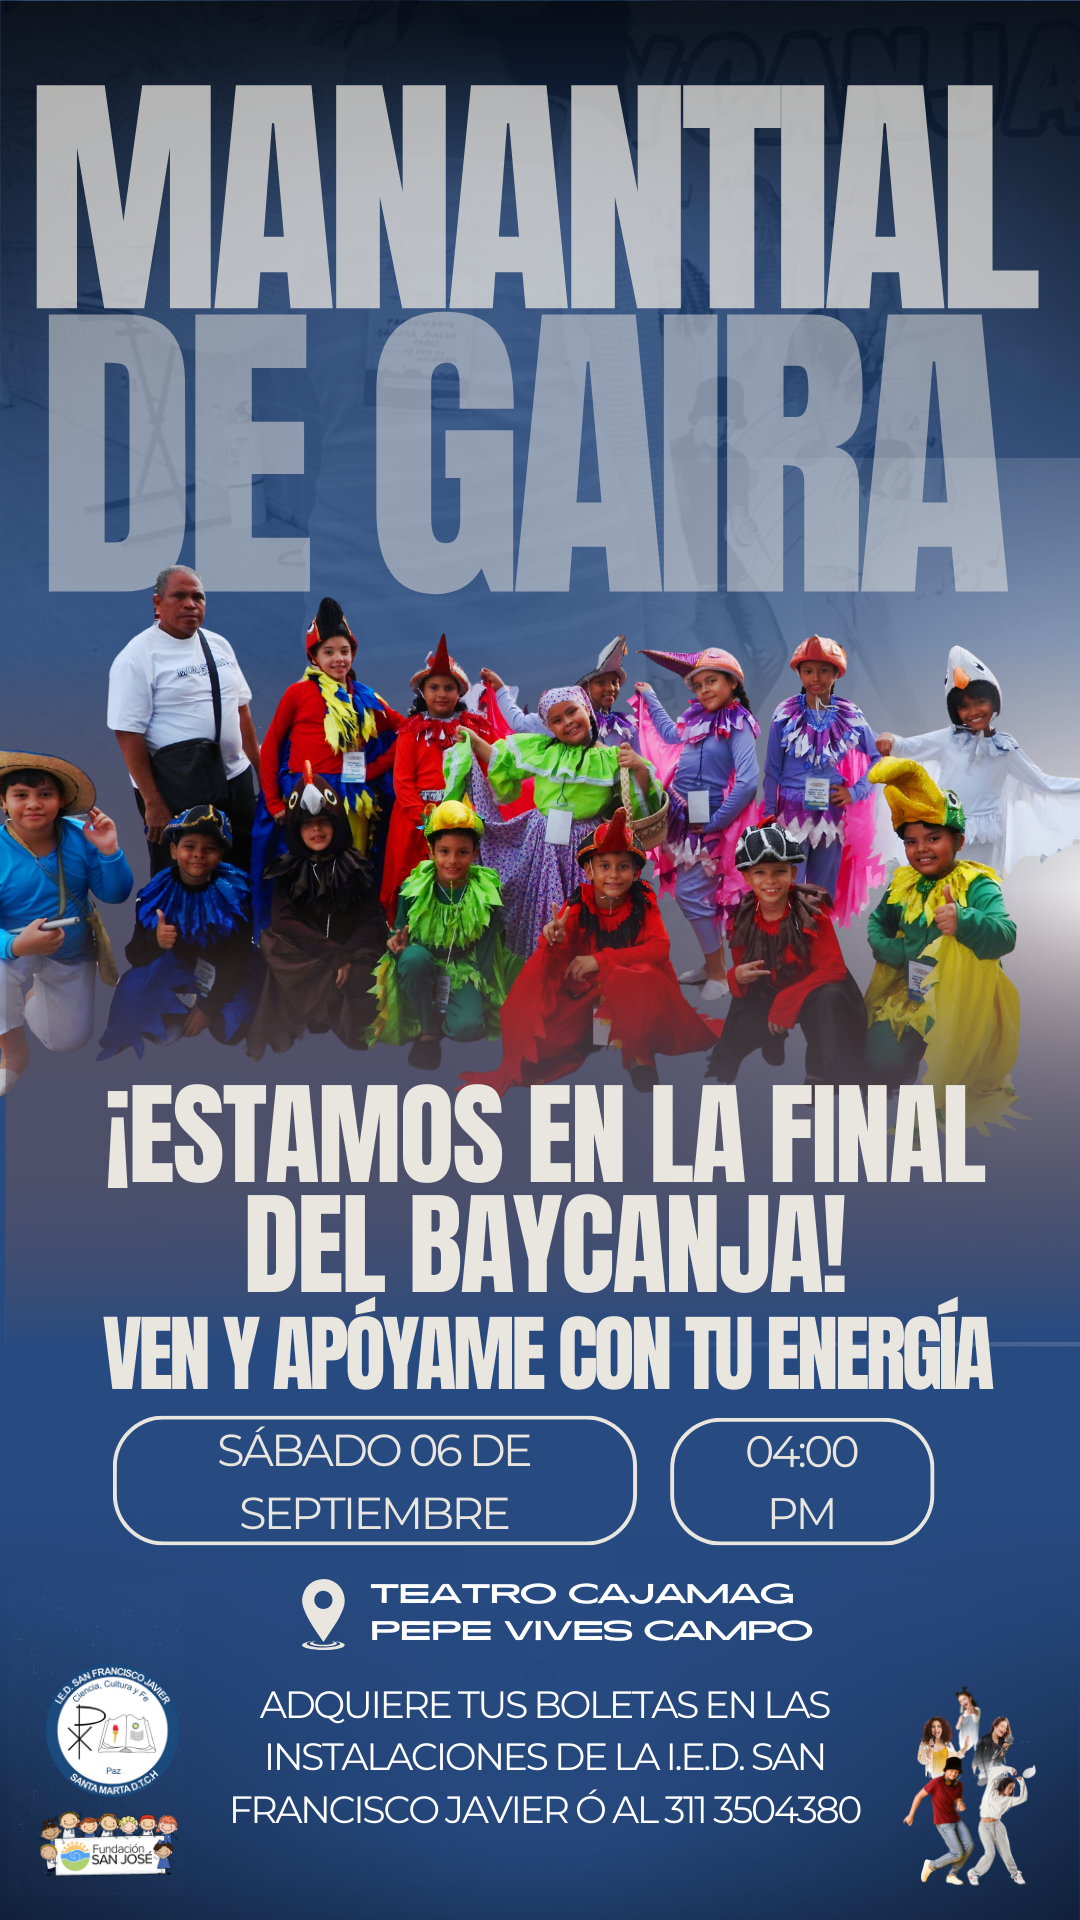 YCANJA
MANANTIAL
DE GAIRA
¡ESTAMOS EN LA FINAL
DEL BAYCANJA!
VEN Y APÓYAME CON TU ENERGÍA
SÁBADO 06 DE
SEPTIEMBRE
04:00
PM
TEATRO CAJAMAG
PEPE VIVES CAMPO
ADQUIERE TUS BOLETAS EN LAS
INSTALACIONES DE LA I.E.D. SAN
FRANCISCO JAVIER Ó AL 311 3504380
I.E.D. SAN FRANCISCO JAVIER
Ciencia, Cultura y Fe
Paz
SANTA MARTA D.T.C.H
Fundación
SAN JOSÉ